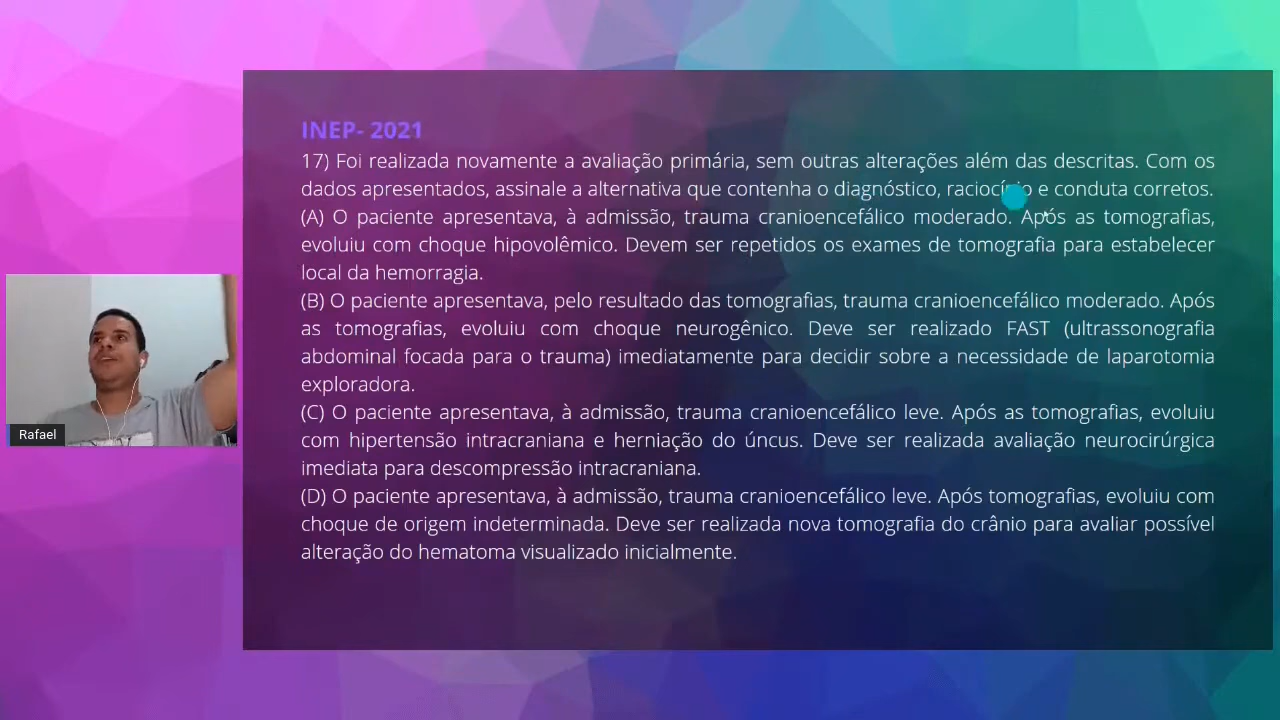 INEP- 2021
17) Foi realizada novamente a avaliação primária, sem outras alterações além das descritas. Com os
dados apresentados, assinale a alternativa que contenha o diagnóstico, raciocínio e conduta corretos.
(A) O paciente apresentava, à admissão, trauma cranioencefálico moderado. Após as tomografias,
evoluiu com choque hipovolêmico. Devem ser repetidos os exames de tomografia para estabelecer
local da hemorragia.
(B) O paciente apresentava, pelo resultado das tomografias, trauma cranioencefálico moderado. Após
as tomografias, evoluiu com choque neurogênico. Deve ser realizado FAST (ultrassonografia
abdominal focada para o trauma) imediatamente para decidir sobre a necessidade de laparotomia
exploradora.
(C) O paciente apresentava, à admissão, trauma cranioencefálico leve. Após as tomografias, evoluiu
com hipertensão intracraniana e herniação do úncus. Deve ser realizada avaliação neurocirúrgica
imediata para descompressão intracraniana.
(D) O paciente apresentava, à admissão, trauma cranioencefálico leve. Após tomografias, evoluiu com
choque de origem indeterminada. Deve ser realizada nova tomografia do crânio para avaliar possível
alteração do hematoma visualizado inicialmente.
Rafael